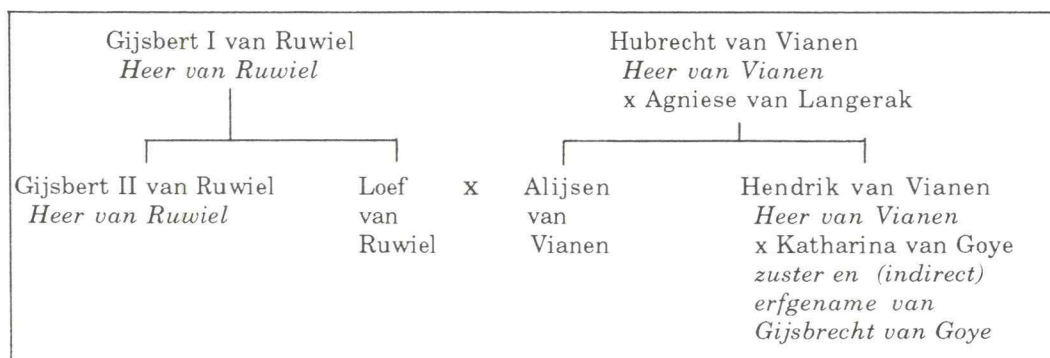 Gijsbert I van Ruwiel
Heer van Ruwiel
Hubrecht van Vianen
Heer van Vianen
x Agniese van Langerak
Gijsbert II van Ruwiel
Heer van Ruwiel
Loef
van
Ruwiel
x
Alijsen
van
Vianen
Hendrik van Vianen
Heer van Vianen
x Katharina van Goye
zuster en (indirect)
erfgename van
Gijsbrecht van Goye